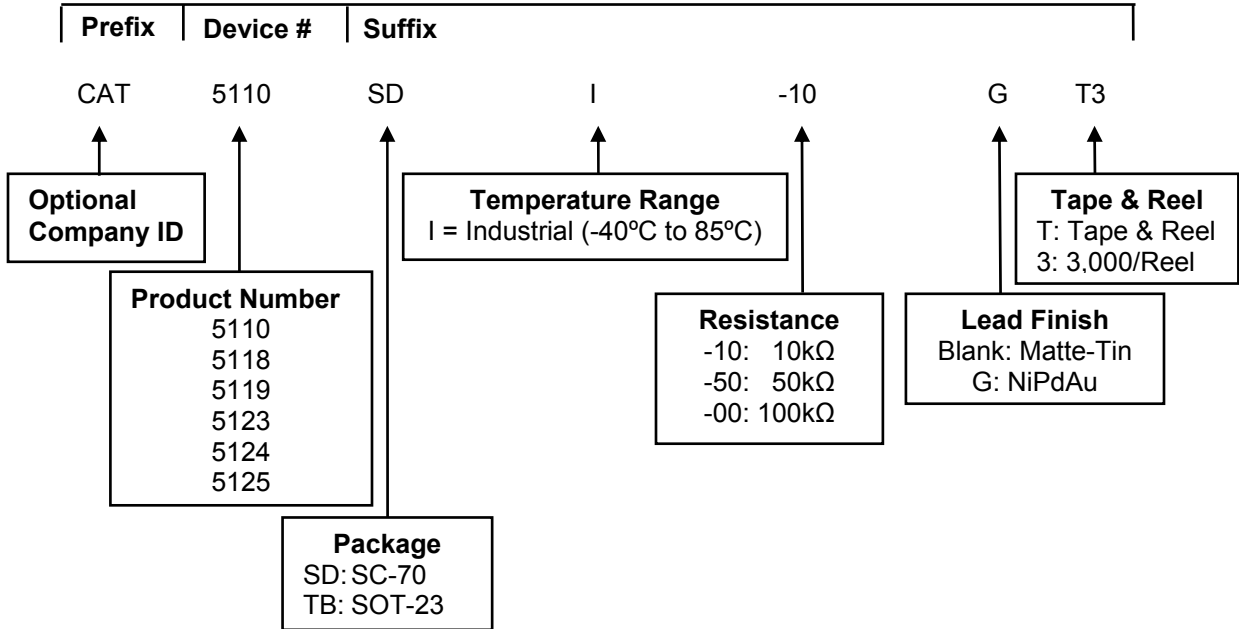 Prefix Device # Suffix
CAT 5110 SD I -10 G T3
Optional
Company ID
Product Number
5110
5118
5119
5123
5124
5125
Package
SD: SC-70
TB: SOT-23
Temperature Range
I = Industrial (-40ºC to 85ºC)
Resistance
-10: 10kΩ
-50: 50kΩ
-00: 100kΩ
Lead Finish
Blank: Matte-Tin
G: NiPdAu
Tape & Reel
T: Tape & Reel
3: 3,000/Reel